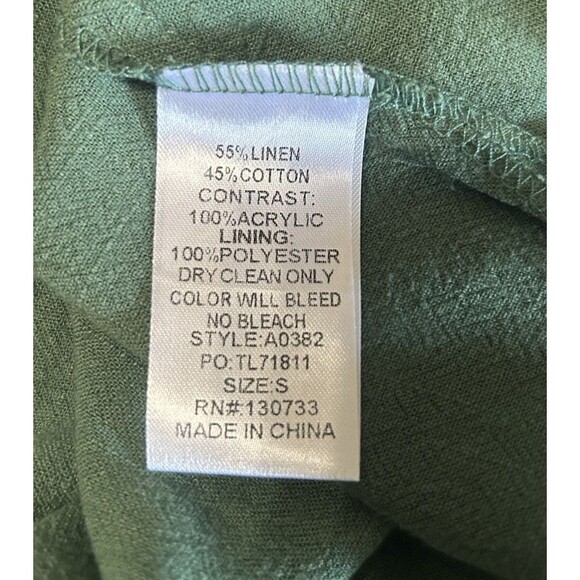 55%LINEN
45%COTTON
CONTRAST:
100%ACRYLIC
LINING:
100%POLYESTER
DRY CLEAN ONLY
COLOR WILL BLEED
NO BLEACH
STYLE:A0382
PO:TL71811
SIZE:S
RN#:130733
MADE IN CHINA